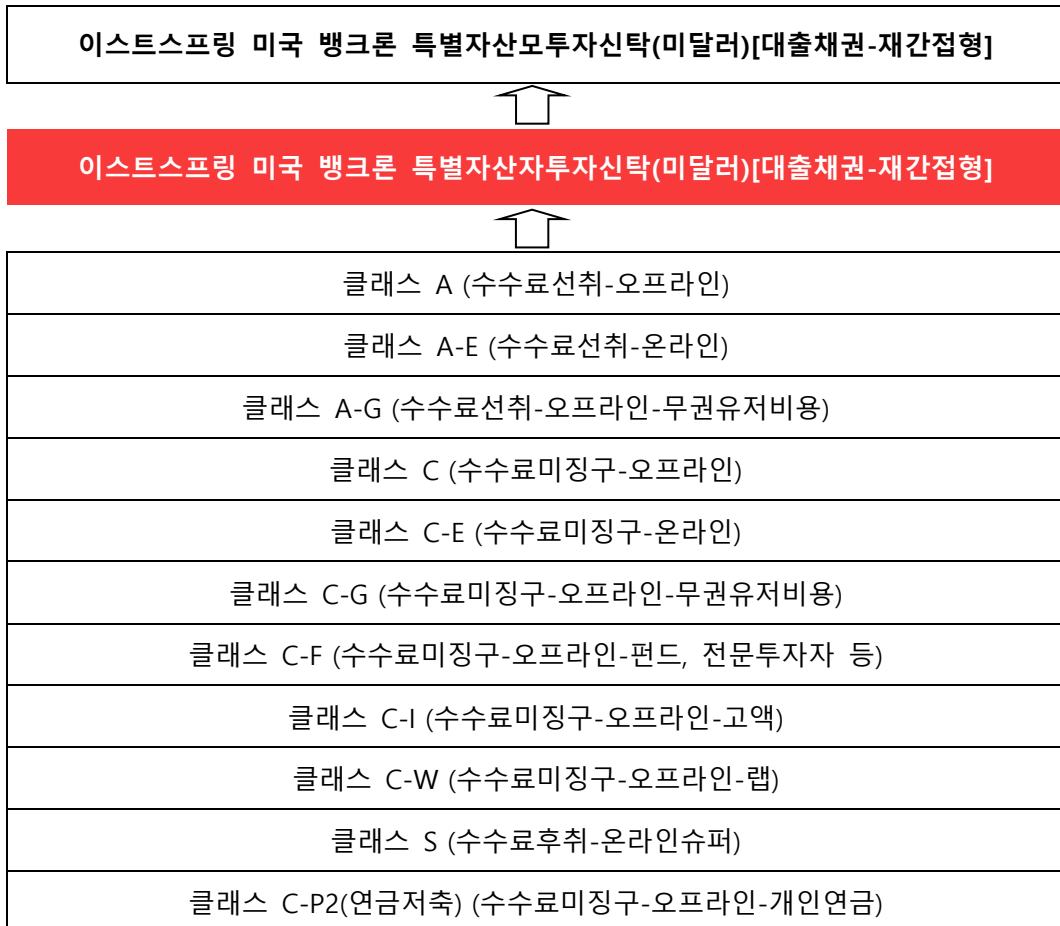 이스트스프링 미국 뱅크론 특별자산모투자신탁(미달러)[대출채권-재간접형]
이스트스프링 미국 뱅크론 특별자산자투자신탁(미달러)[대출채권-재간접형]
클래스 A (수수료선취-오프라인)
클래스 A-E (수수료선취-온라인)
클래스 A-G (수수료선취-오프라인-무권유저비용)
클래스 C (수수료미징구-오프라인)
클래스 C-E (수수료미징구-온라인)
클래스 C-G (수수료미징구-오프라인-무권유저비용)
클래스 C-F (수수료미징구-오프라인-펀드, 전문투자자 등)
클래스 C-I (수수료미징구-오프라인-고액)
클래스 C-W (수수료미징구-오프라인-랩)
클래스 S (수수료후취-온라인슈퍼)
클래스 C-P2(연금저축) (수수료미징구-오프라인-개인연금)